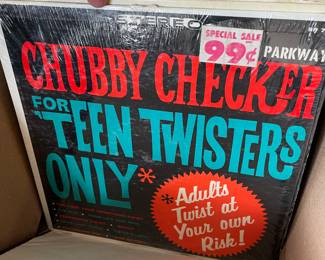 STEREO
SPECIAL SALE
99¢
PARKWAY
CHUBBY CHECKER
FOR TEEN TWISTERS
ONLY*
*Adults
Twist at
Your own
Risk!